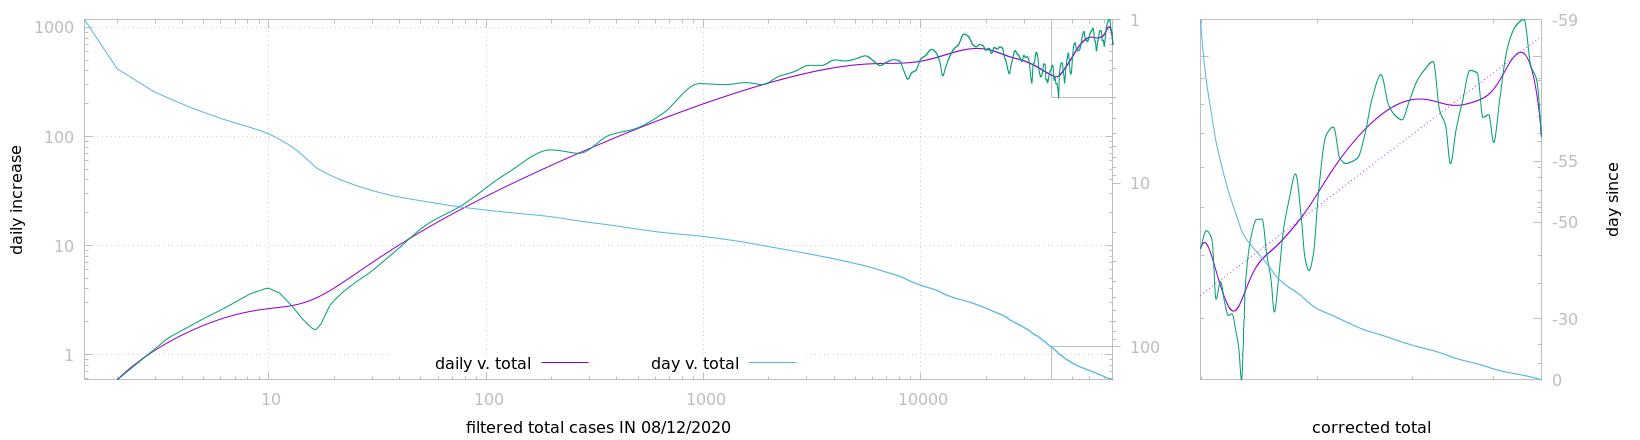 daily increase
1000
100
10
1
10
100
1000
10000
filtered total cases IN 08/12/2020
daily v. total
day v. total
1
10
100
-59
-55
-50
-30
0
day since
corrected total